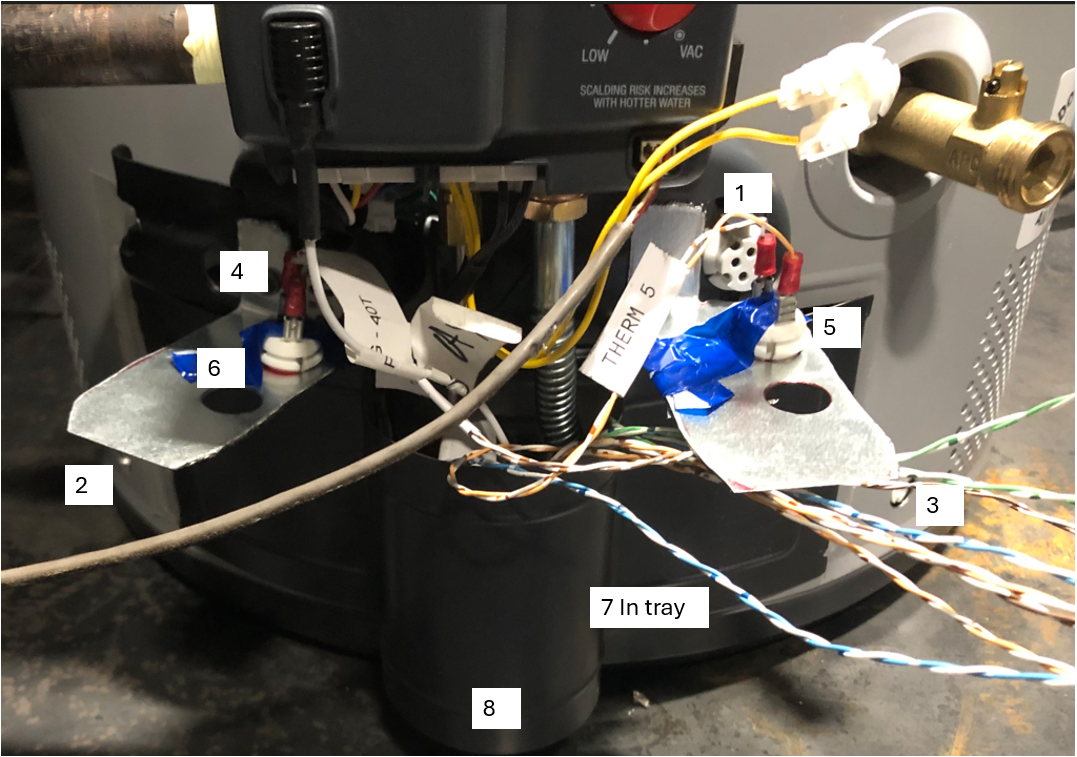 LOW
VAC
SCALDING RISK INCREASES
WITH HOTTER WATER
1
4
THERM 5
5
6
2
3
7 In tray
8